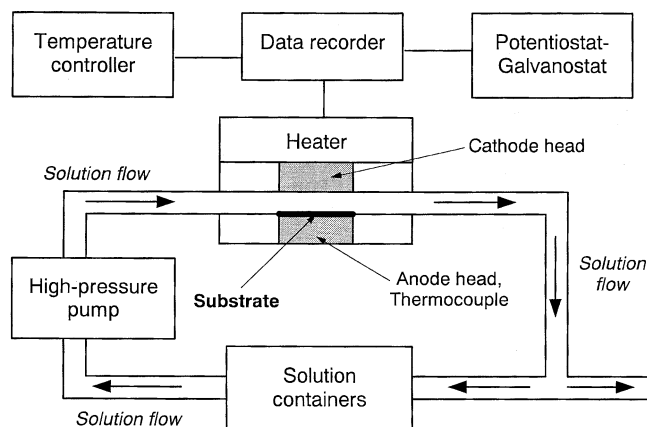 Temperature
controller
Data recorder
Potentiostat-
Galvanostat
Heater
Cathode head
Solution flow
High-pressure
pump
Substrate
Anode head,
Thermocouple
Solution
flow
Solution
containers
Solution flow